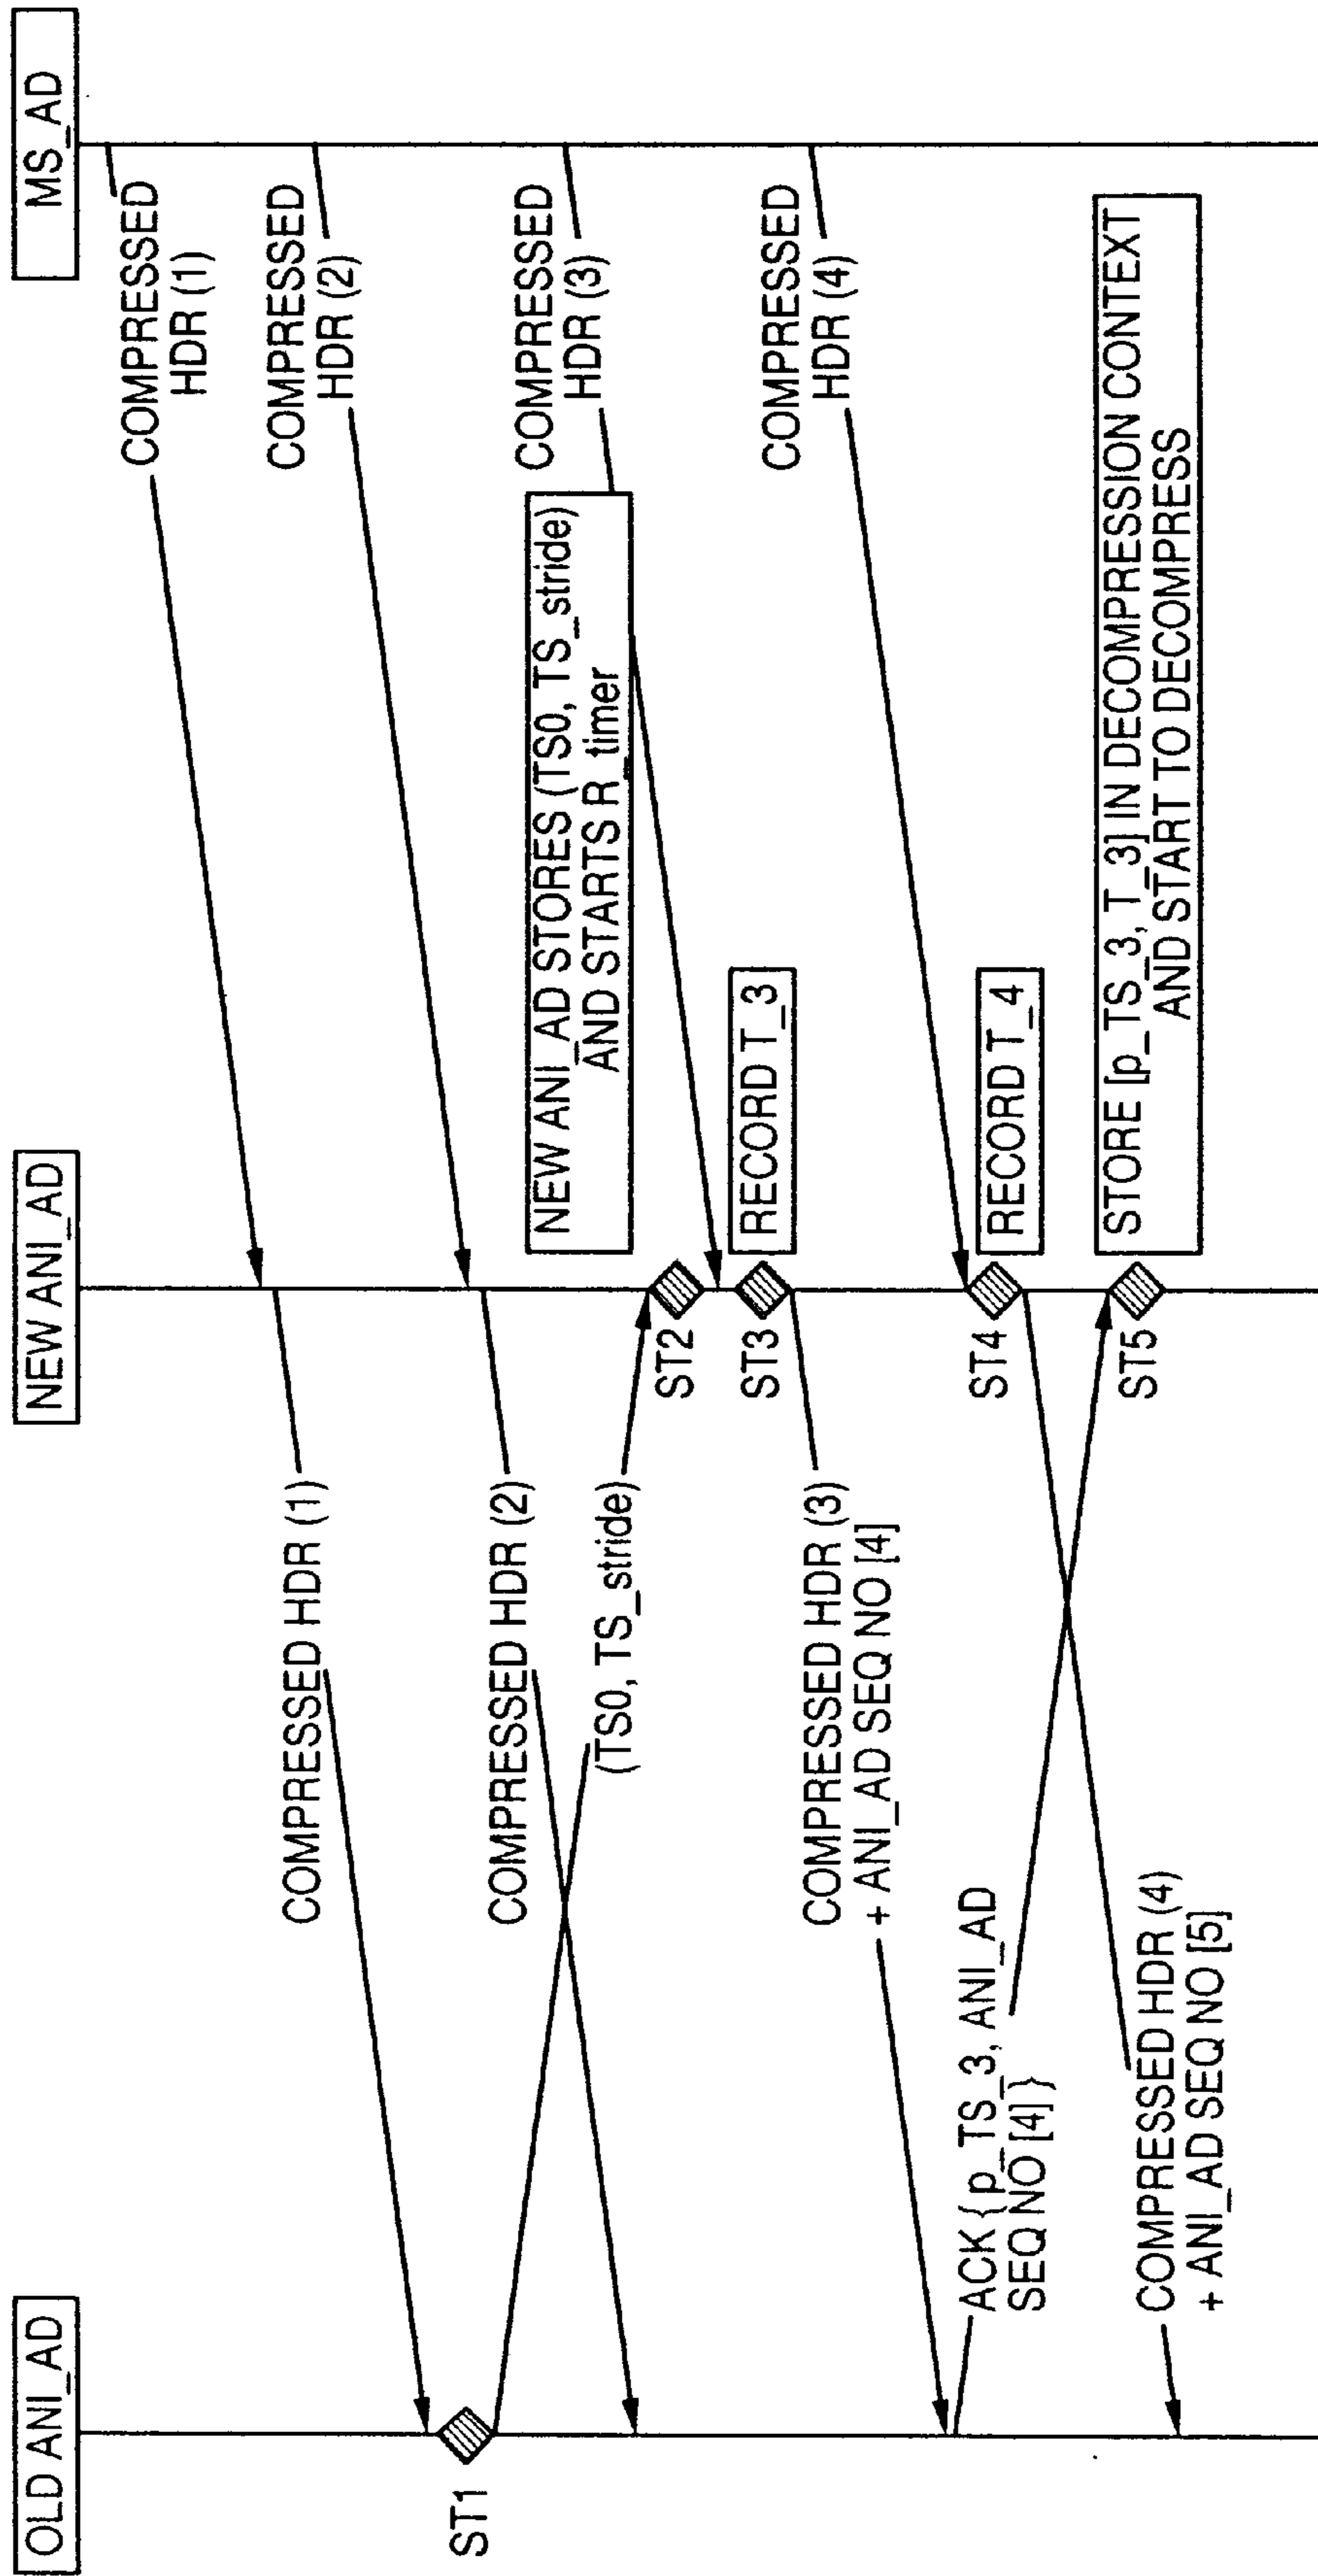 OLD ANI_AD
NEW ANI_AD
MS_AD
COMPRESSED
HDR (1)
COMPRESSED HDR (1)
COMPRESSED
HDR (2)
ST1
COMPRESSED HDR (2)
(TS0, TS_stride)
NEW ANI_AD STORES (TS0, TS_stride)
AND STARTS R_timer
COMPRESSED
HDR (3)
ST2
ST3
RECORD T_3
COMPRESSED HDR (3)
+ ANI_AD SEQ NO [4]
COMPRESSED
HDR (4)
ST4
RECORD T_4
ACK {p_TS_3, ANI_AD
SEQ NO [4] }
ST5
STORE [p_TS_3, T_3] IN DECOMPRESSION CONTEXT
AND START TO DECOMPRESS
COMPRESSED HDR (4)
+ ANI_AD SEQ NO [5]